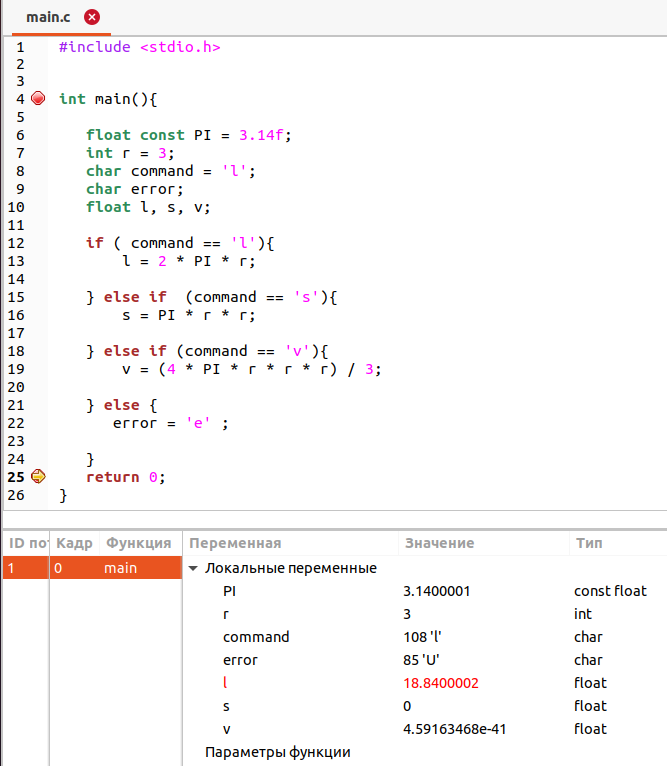 main.c
1 #include <stdio.h>
2
3
4 int main(){
5
6 float const PI = 3.14f;
7 int r = 3;
8 char command = 'l';
9 char error;
10 float l, s, v;
11
12 if ( command == 'l'){
13 l = 2 * PI * r;
14
15 } else if  (command == 's'){
16 s = PI * r * r;
17
18 } else if (command == 'v'){
19 v = (4 * PI * r * r * r) / 3;
20
21 } else {
22 error = 'e' ;
23
24 }
25 return 0;
26 }
ID пот Кадр Функция Переменная Значение Тип
1 0 main Локальные переменные
PI 3.1400001 const float
r 3 int
command 108 'l' char
error 85 'U' char
l 18.8400002 float
s 0 float
v 4.59163468e-41 float
Параметры функции